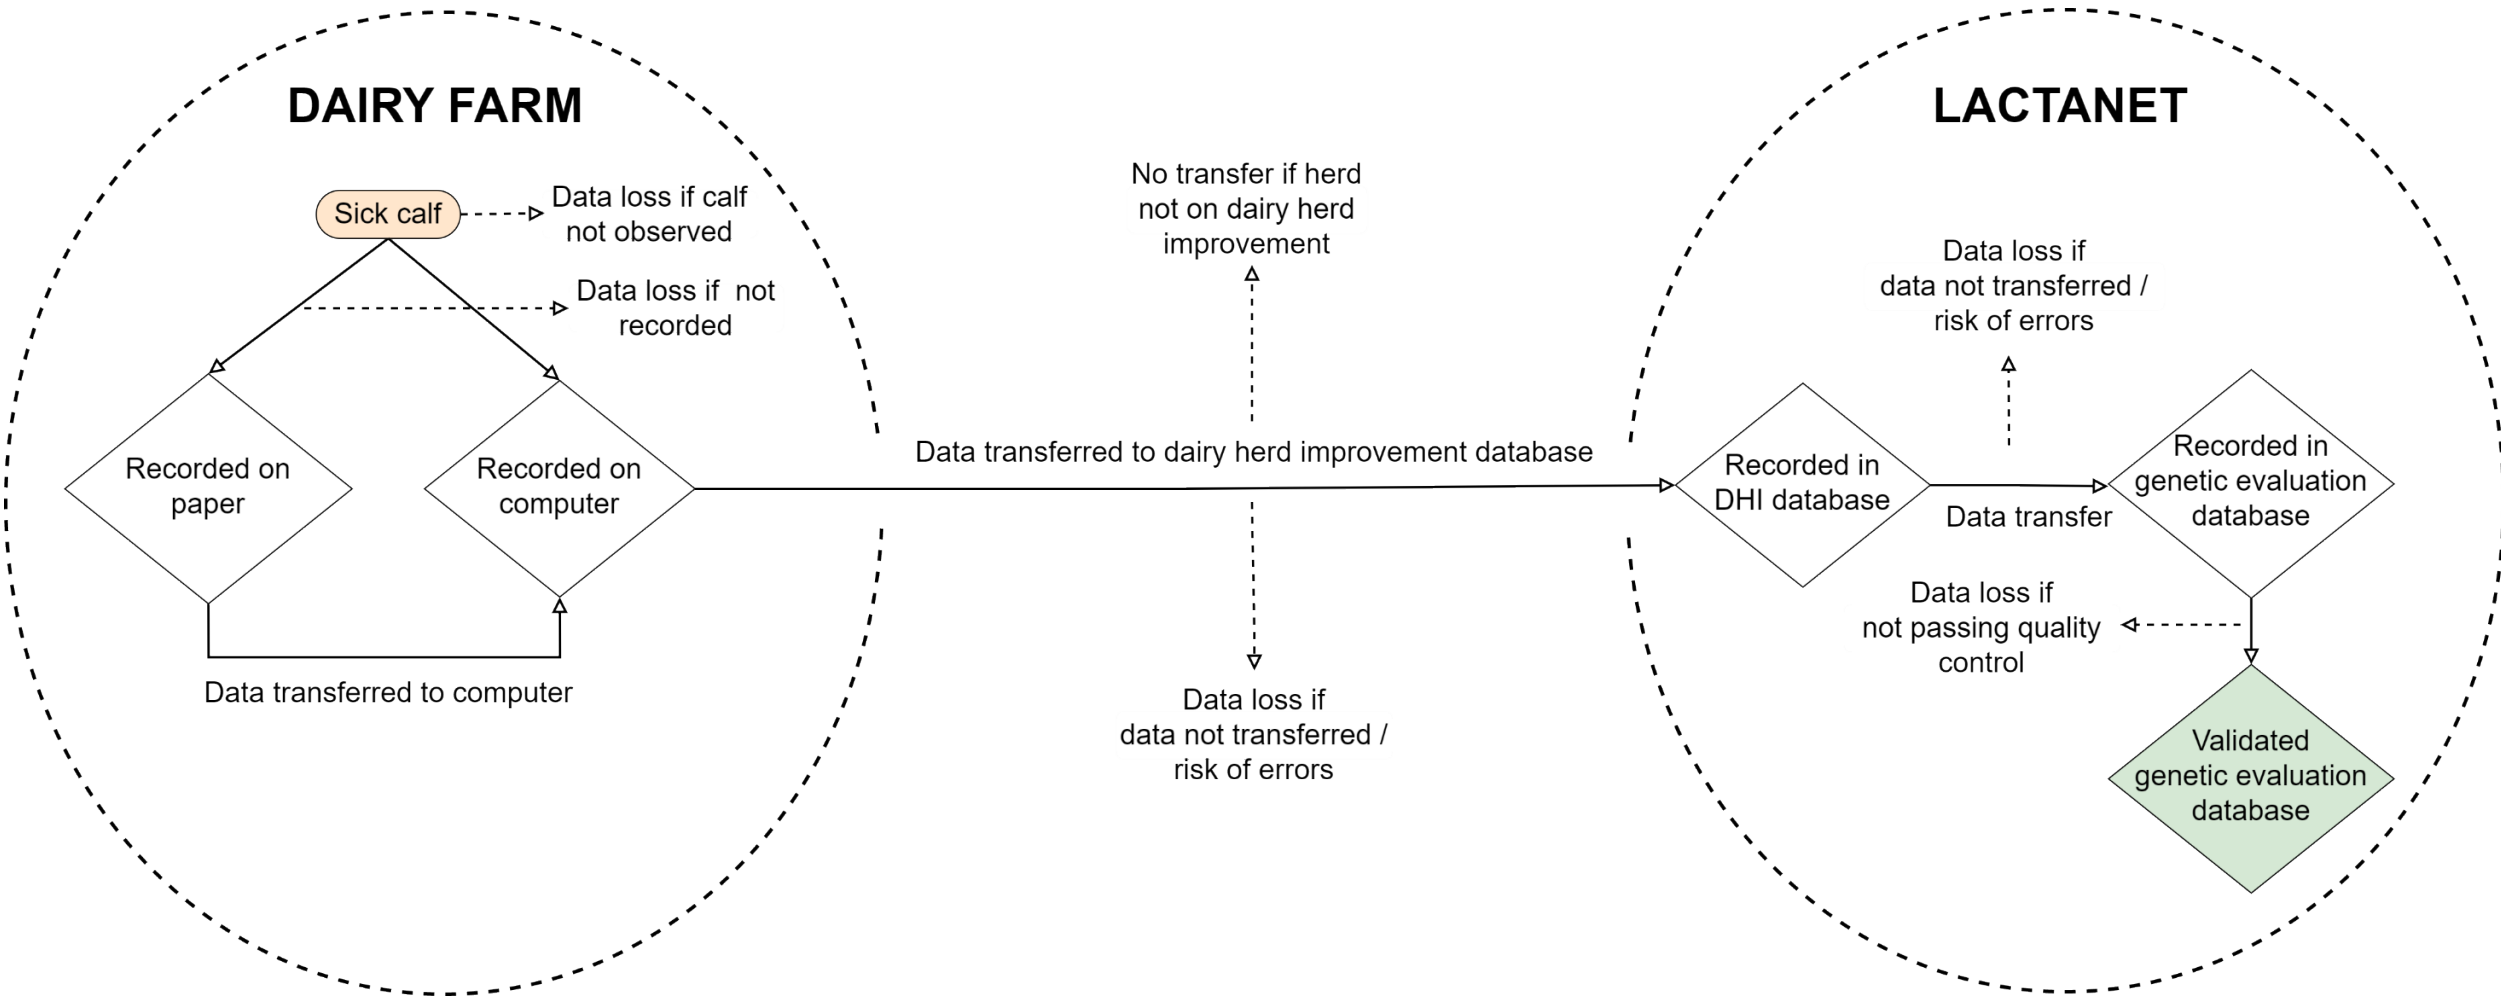 DAIRY FARM
Sick calf
Data loss if calf
not observed
Data loss if  not
recorded
Recorded on
paper
Recorded on
computer
Data transferred to computer
No transfer if herd
not on dairy herd
improvement
Data transferred to dairy herd improvement database
Data loss if
data not transferred /
risk of errors
LACTANET
Data loss if
data not transferred /
risk of errors
Recorded in
DHI database
Data transfer
Recorded in
genetic evaluation
database
Data loss if
not passing quality
control
Validated
genetic evaluation
database